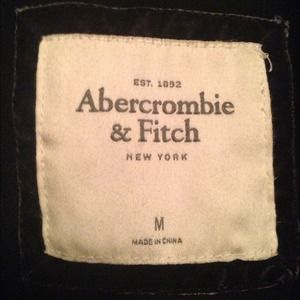 EST. 1892
Abercrombie
& Fitch
NEW YORK
M
MADE IN CHINA